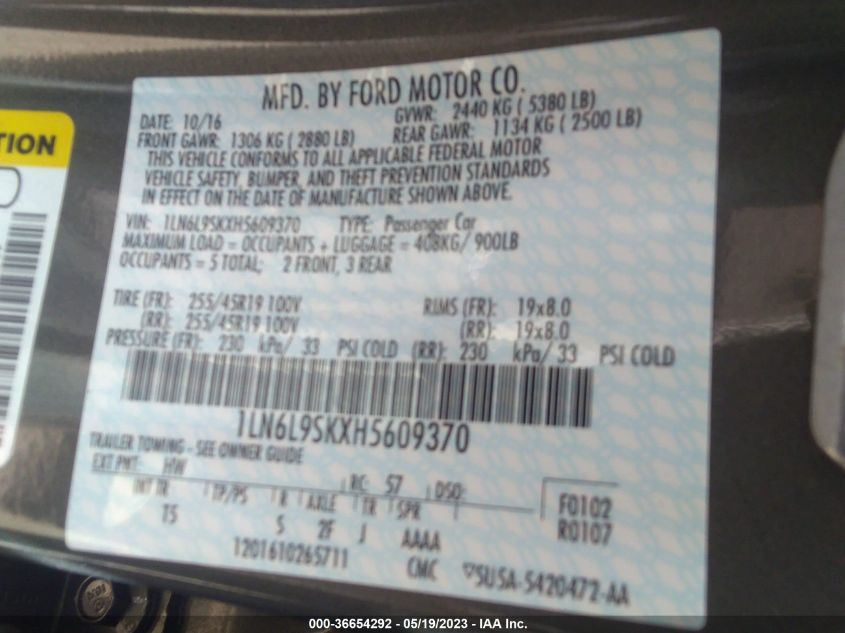 MFD. BY FORD MOTOR CO.
DATE: 10/16 GVWR: 2440 KG ( 5380 LB)
FRONT GAWR: 1306 KG ( 2880 LB) REAR GAWR: 1134 KG ( 2500 LB)
THIS VEHICLE CONFORMS TO ALL APPLICABLE FEDERAL MOTOR
VEHICLE SAFETY, BUMPER, AND THEFT PREVENTION STANDARDS
IN EFFECT ON THE DATE OF MANUFACTURE SHOWN ABOVE.
VIN: 1LN6L9SKXH5609370 TYPE: Passenger Car
MAXIMUM LOAD = OCCUPANTS + LUGGAGE = 408KG/ 900LB
OCCUPANTS = 5 TOTAL; 2 FRONT, 3 REAR
TIRE (FR): 255/45R19 100V RIMS (FR): 19x8.0
(RR): 255/45R19 100V (RR): 19x8.0
PRESSURE (FR): 230 kPa/ 33 PSI COLD (RR): 230 kPa/ 33 PSI COLD
1LN6L9SKXH5609370
TRAILER TOWING - SEE OWNER GUIDE
EXT PNT: HW RC: 57 DSO:
INT TR TP/PS R AXLE TR SPR F0102
T5 S 2F J AAAA R0107
1201610265711 CMC 5U5A-5420472-AA
TION
000-36654292 - 05/19/2023 - IAA Inc.